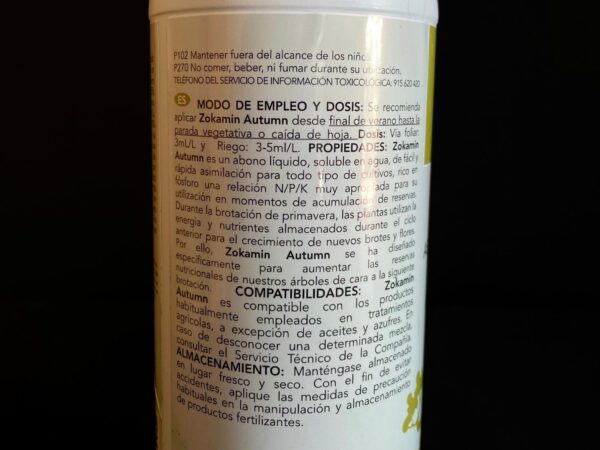 P102 Mantener fuera del alcance de los niños.
P270 No comer, beber, ni fumar durante su utilización.
TELÉFONO DEL SERVICIO DE INFORMACIÓN TOXICOLÓGICA: 915 620 420
ES MODO DE EMPLEO Y DOSIS: Se recomienda
aplicar Zokamin Autumn desde final de verano hasta la
parada vegetativa o caída de hoja. Dosis: Vía foliar:
3mL/L y Riego: 3-5ml/L. PROPIEDADES: Zokamin
Autumn es un abono líquido, soluble en agua, de fácil y
rápida asimilación para todo tipo de cultivos, rico en
fósforo una relación N/P/K muy apropiada para su
utilización en momentos de acumulación de reservas.
Durante la brotación de primavera, las plantas utilizan la
energía y nutrientes almacenados durante el ciclo
anterior para el crecimiento de nuevos brotes y flores.
Por ello, Zokamin Autumn se ha diseñado
específicamente para aumentar las reservas
nutricionales de nuestros árboles de cara a la siguiente
brotación. COMPATIBILIDADES: Zokamin
Autumn es compatible con los productos
habitualmente empleados en tratamientos
agrícolas, a excepción de aceites y azufres. En
caso de desconocer una determinada mezcla,
consultar el Servicio Técnico de la Compañía.
ALMACENAMIENTO: Manténgase almacenado
en lugar fresco y seco. Con el fin de evitar
accidentes, aplique las medidas de precaución
habituales en la manipulación y almacenamiento
de productos fertilizantes.